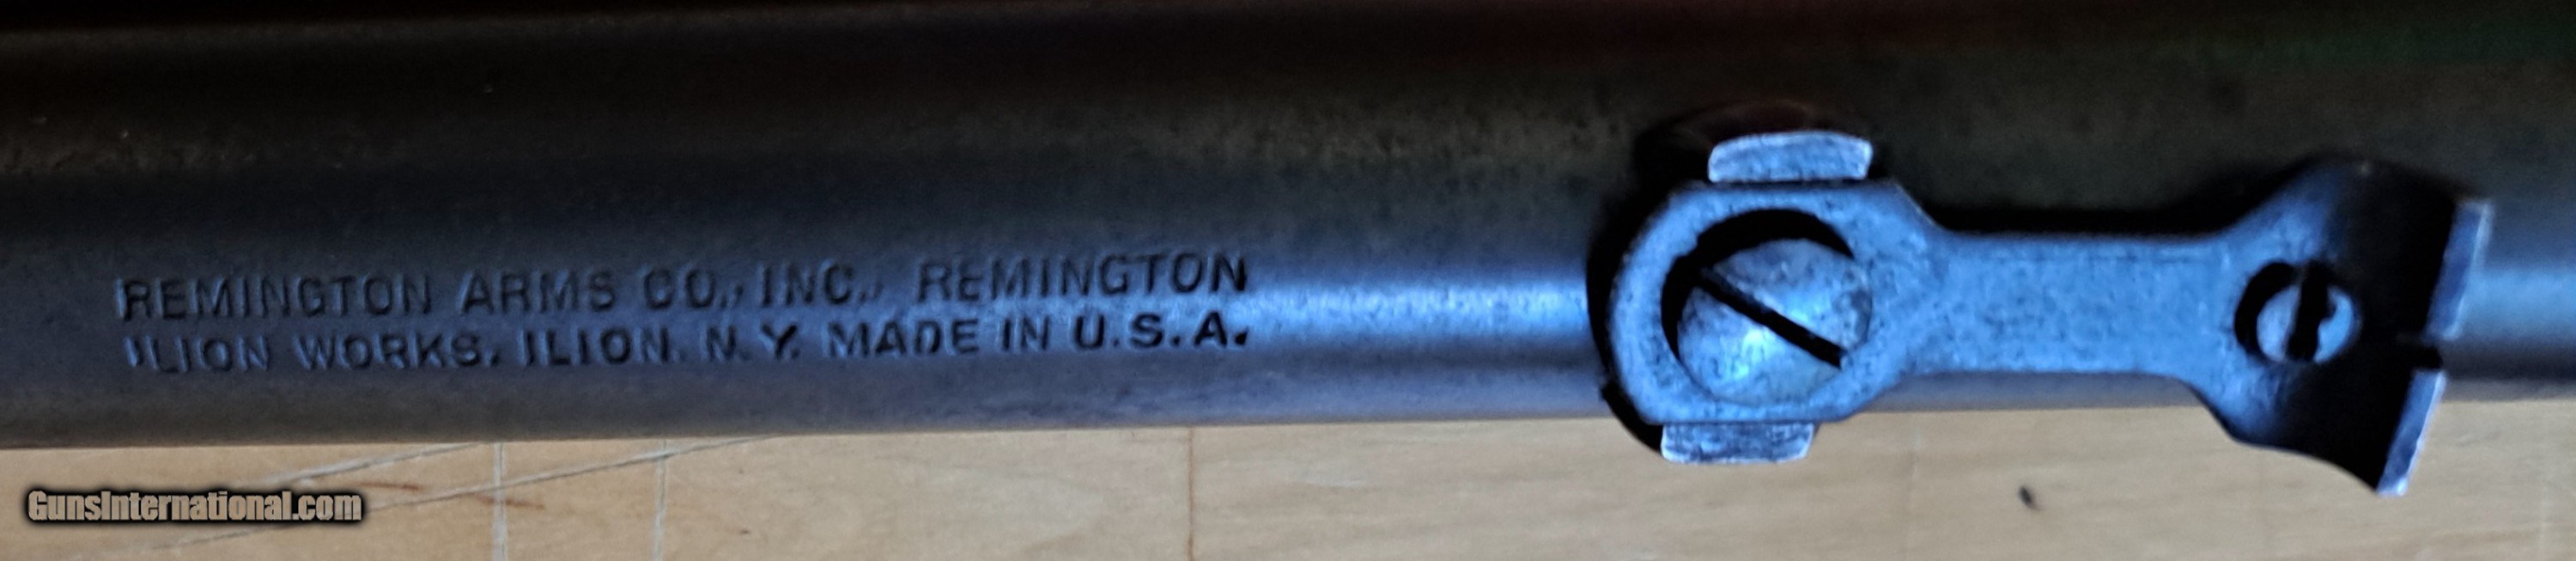 REMINGTON ARMS CO., INC., REMINGTON
ILION WORKS. ILION. N.Y. MADE IN U.S.A.
GunsInternational.com